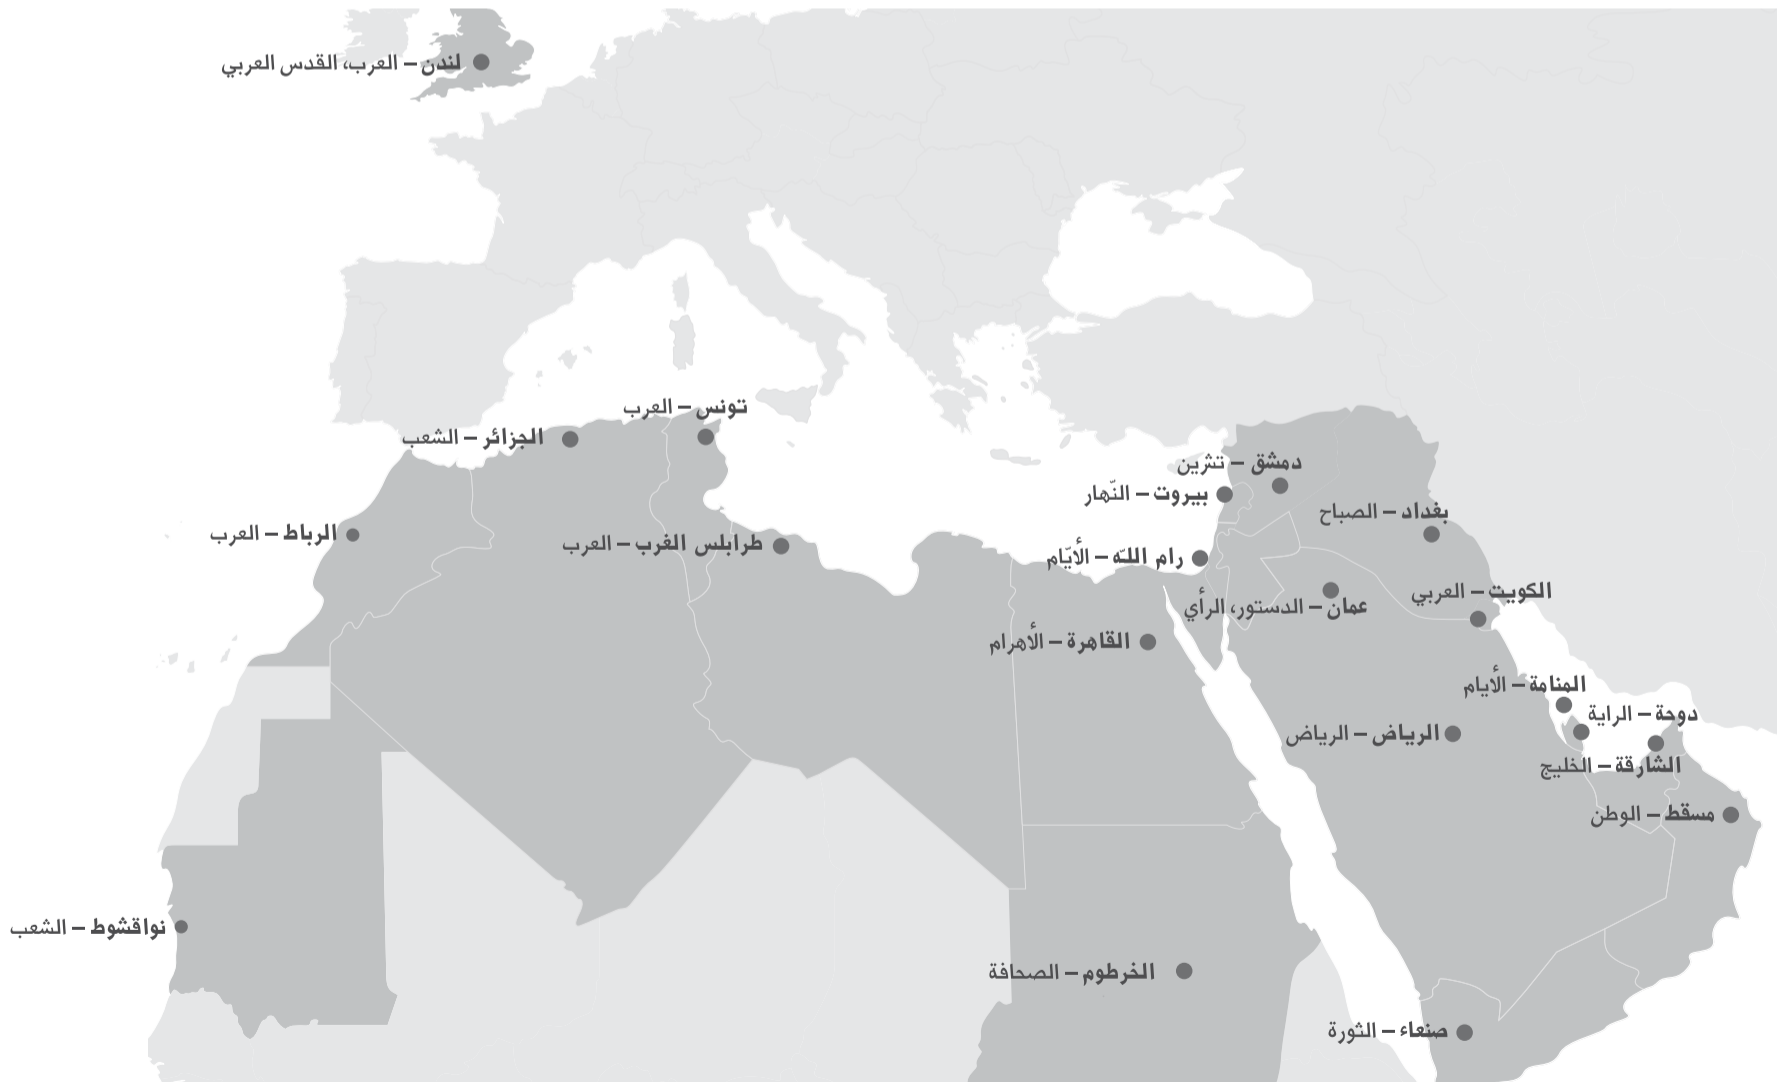 لندن – العرب، القدس العربي
تونس – العرب
الجزائر – الشعب
دمشق – تشرين
بيروت – النّهار
بغداد – الصباح
الرباط – العرب
طرابلس الغرب – العرب
رام اللـه – الأيّام
الكويت – العربي
عمان – الدستور، الرأي
القاهرة – الأهرام
المنامة – الأيام
دوحة – الراية
الرياض – الرياض
الشارقة – الخليج
مسقط – الوطن
نواقشوط – الشعب
الخرطوم – الصحافة
صنعاء – الثورة